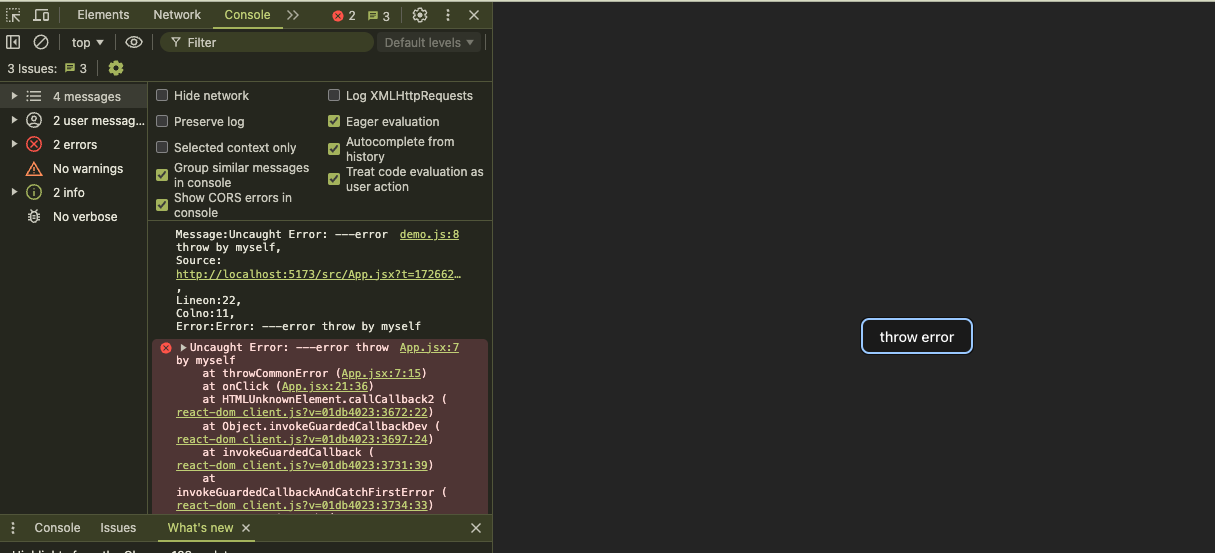 Elements Network Console 2 3
top Filter Default levels
3 Issues: 3
4 messages
2 user messag...
2 errors
No warnings
2 info
No verbose
Hide network
Log XMLHttpRequests
Preserve log
Eager evaluation
Selected context only
Autocomplete from
history
Group similar messages
in console
Treat code evaluation as
user action
Show CORS errors in
console
Message:Uncaught Error: ---error demo.js:8
throw by myself,
Source:
http://localhost:5173/src/App.jsx?t=172662…
,
Lineon:22,
Colno:11,
Error:Error: ---error throw by myself
Uncaught Error: ---error throw App.jsx:7
by myself
at throwCommonError (App.jsx:7:15)
at onClick (App.jsx:21:36)
at HTMLUnknownElement.callCallback2 (
react-dom_client.js?v=01db4023:3672:22)
at Object.invokeGuardedCallbackDev (
react-dom_client.js?v=01db4023:3697:24)
at invokeGuardedCallback (
react-dom_client.js?v=01db4023:3731:39)
at
invokeGuardedCallbackAndCatchFirstError (
react-dom_client.js?v=01db4023:3734:33)
Console Issues What's new
throw error